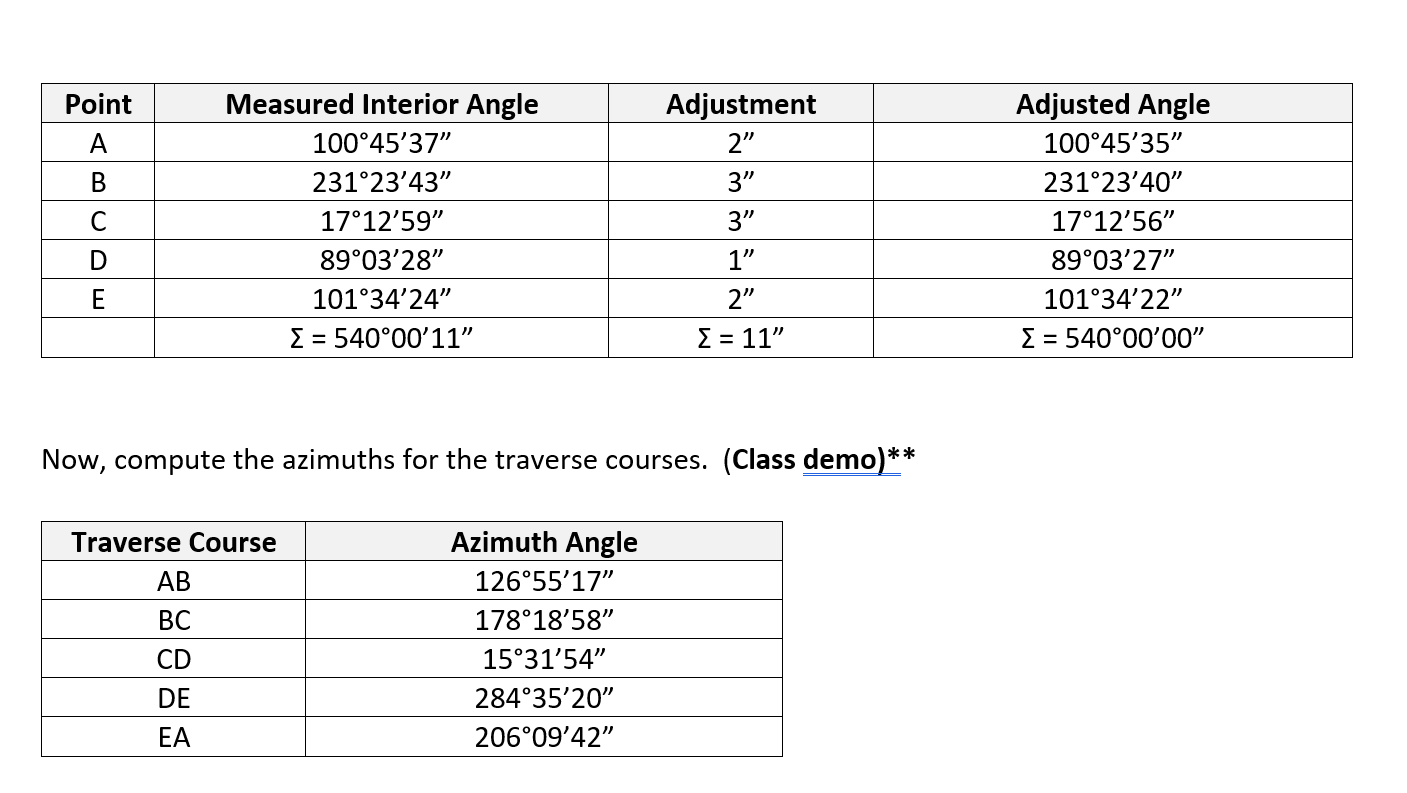 Point Measured Interior Angle Adjustment Adjusted Angle
A 100°45’37” 2” 100°45’35”
B 231°23’43” 3” 231°23’40”
C 17°12’59” 3” 17°12’56”
D 89°03’28” 1” 89°03’27”
E 101°34’24” 2” 101°34’22”
Σ = 540°00’11” Σ = 11” Σ = 540°00’00”
Now, compute the azimuths for the traverse courses. (Class demo)**
Traverse Course Azimuth Angle
AB 126°55’17”
BC 178°18’58”
CD 15°31’54”
DE 284°35’20”
EA 206°09’42”